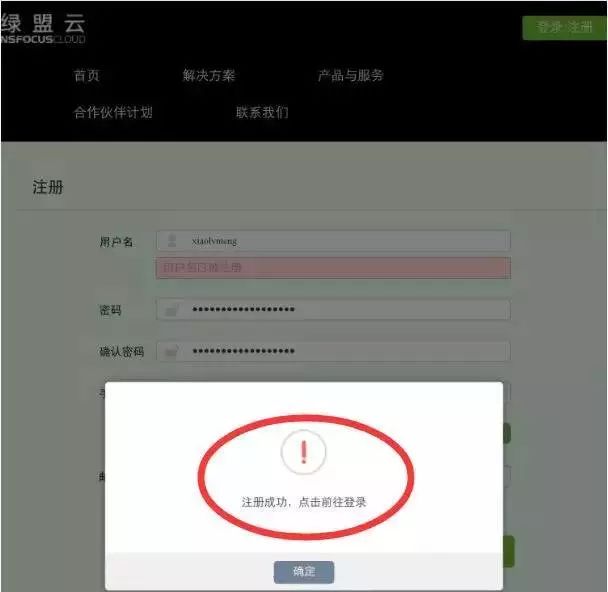 绿盟云
NSFOCUSCLOUD
登录 注册
首页 解决方案 产品与服务
合作伙伴计划 联系我们
注册
用户名 xiaolvmeng
用户名已被注册
密码 ••••••••••••••••••
确认密码 ••••••••••••••••••
手
邮
注册成功，点击前往登录
确定